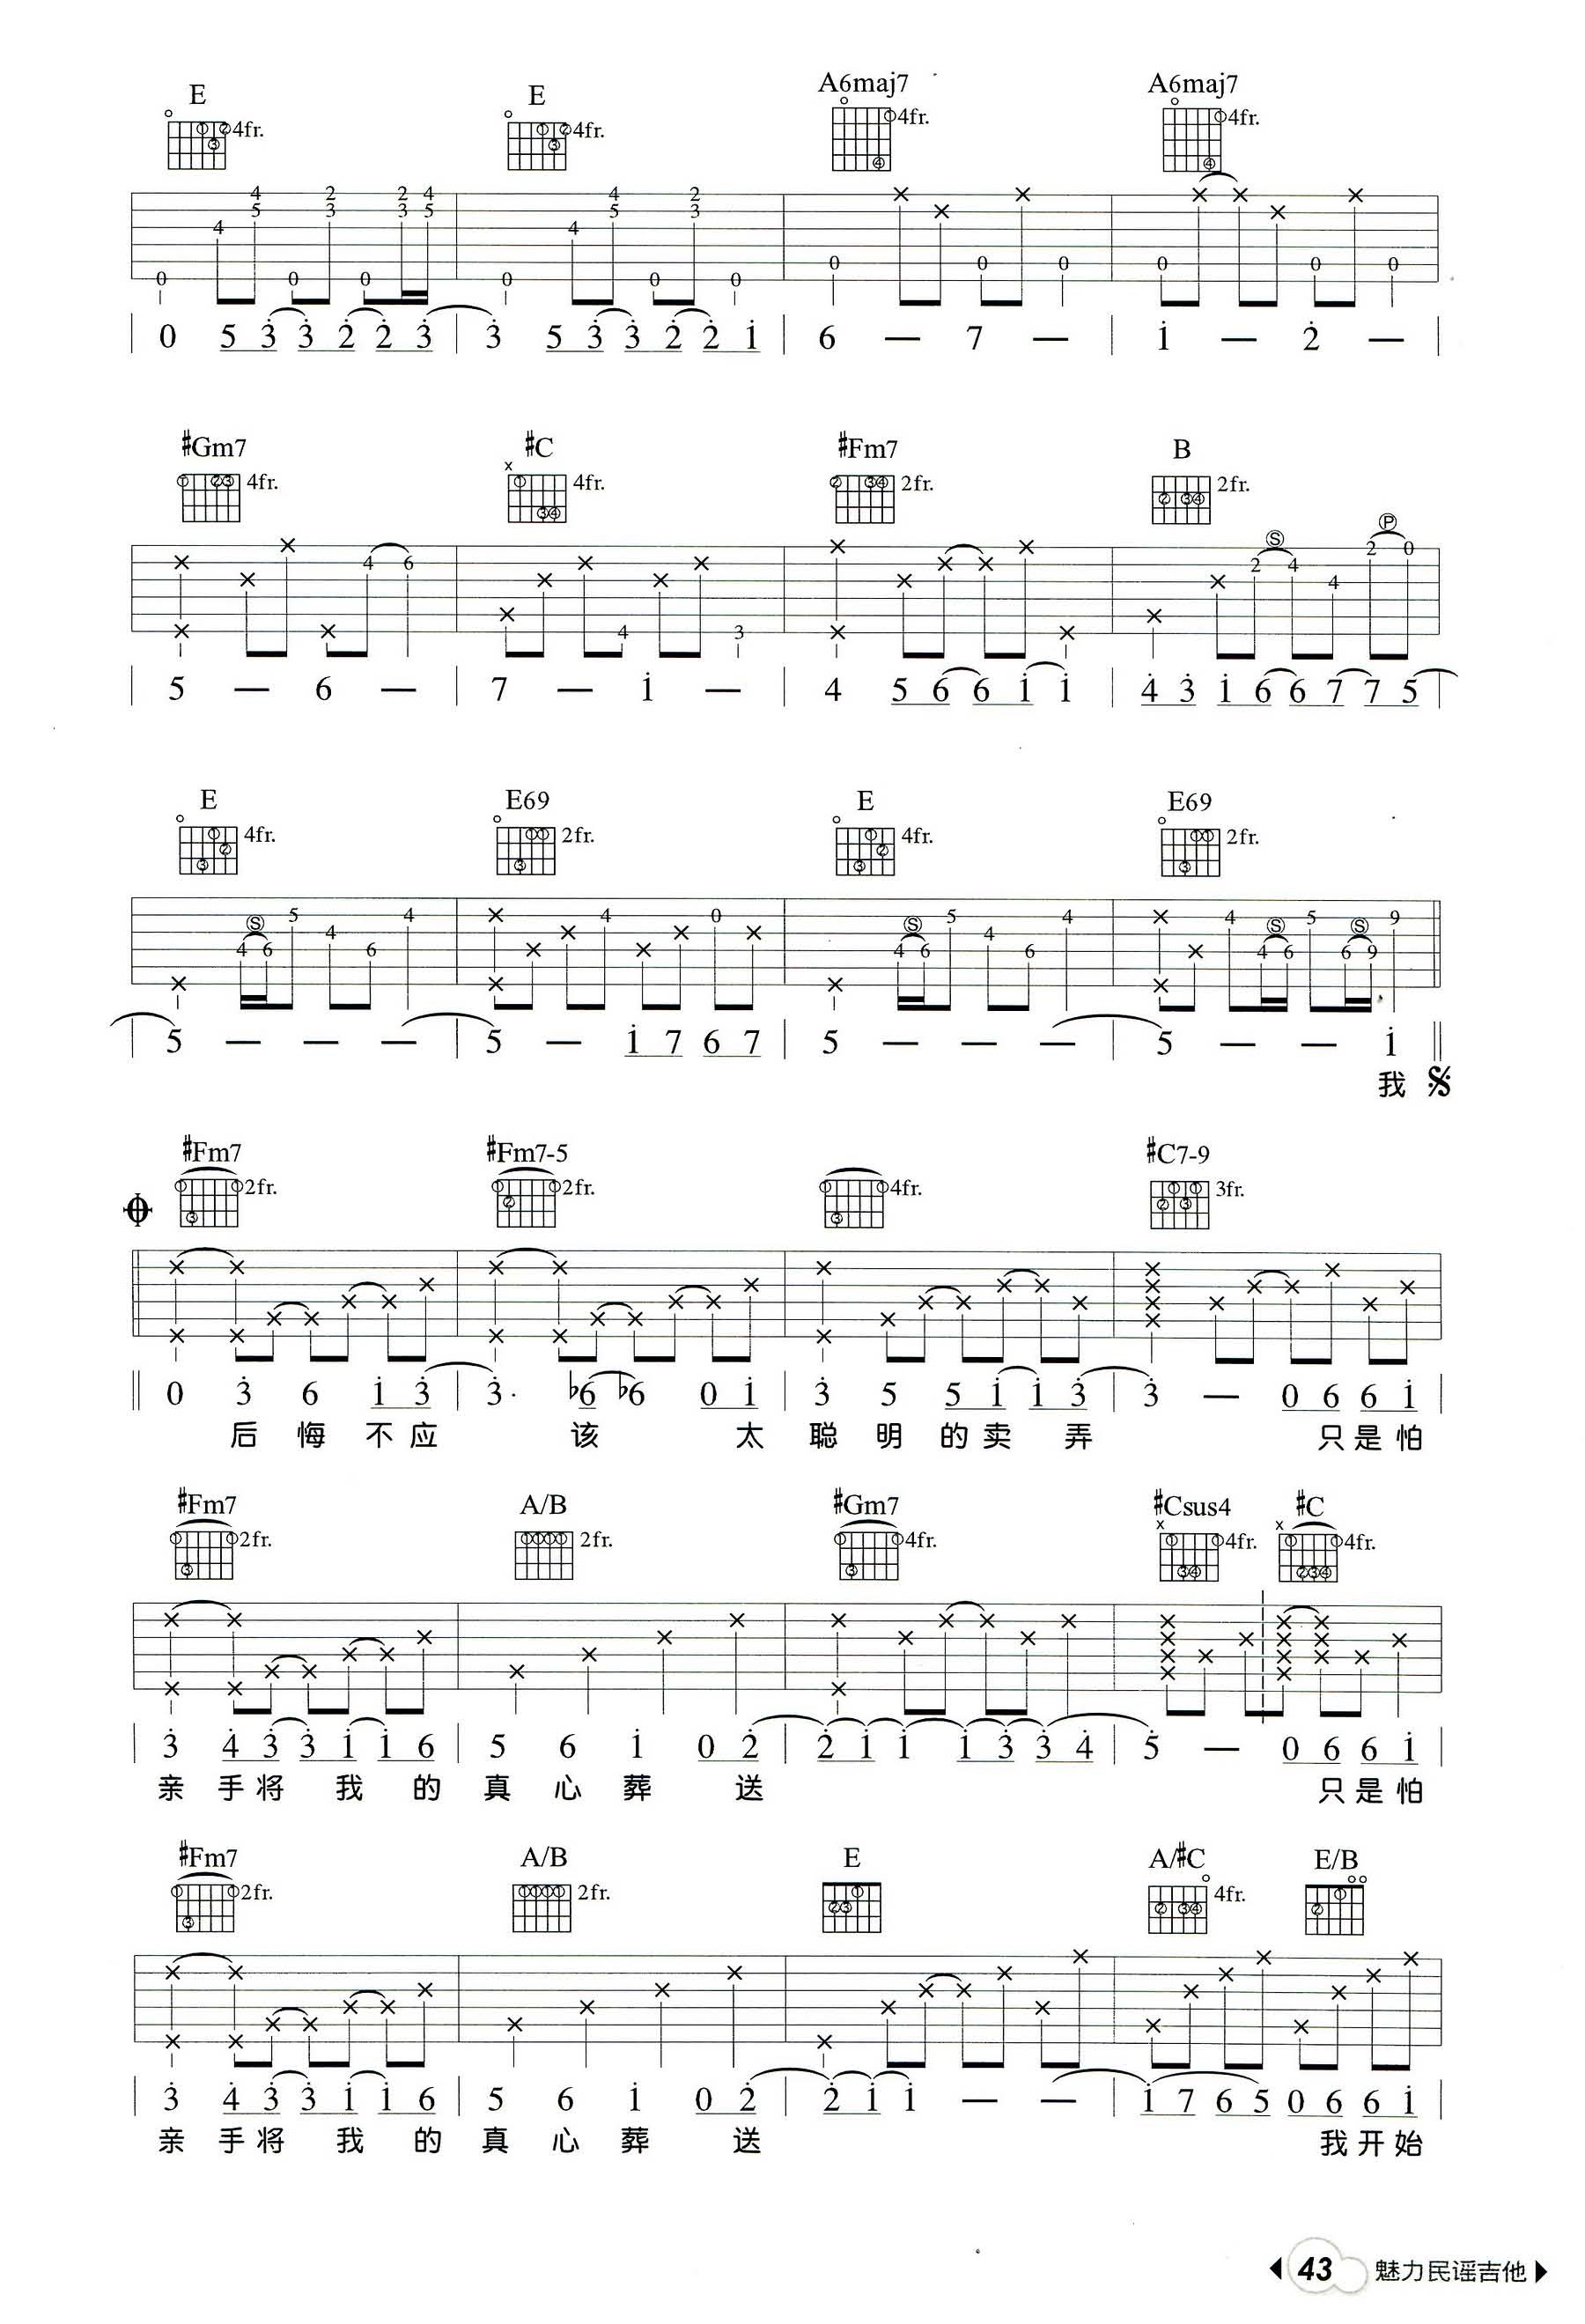 E E A6maj7 A6maj7
4fr. 4fr. 4fr. 4fr.
0 5 3 3 2 2 3 | 3 5 3 3 2 2 1 | 6 — 7 — | 1 — 2 — |
#Gm7 #C #Fm7 B
4fr. 4fr. 2fr. 2fr.
5 — 6 — | 7 — 1 — | 4 5 6 6 1 1 | 4 3 1 6 6 7 7 5 |
E E69 E E69
4fr. 2fr. 4fr. 2fr.
5 — — — | 5 — 1 7 6 7 | 5 — — — | 5 — — 1 ‖
我
#Fm7 #Fm7-5 #C7-9
2fr. 2fr. 4fr. 3fr.
0 3 6 1 3 | 3. ♭6 ♭6 0 1 | 3 5 5 1 1 3 | 3 — 0 6 6 1 |
后 悔 不 应 该 太 聪 明 的 卖 弄 只 是 怕
#Fm7 A/B #Gm7 #Csus4 #C
2fr. 2fr. 4fr. 4fr. 4fr.
3 4 3 3 1 1 6 | 5 6 1 0 2 | 2 1 1 1 3 3 4 | 5 — 0 6 6 1 |
亲 手 将 我 的 真 心 葬 送 只 是 怕
#Fm7 A/B E A/#C E/B
2fr. 2fr. 4fr.
3 4 3 3 1 1 6 | 5 6 1 0 2 | 2 1 1 — — | 1 7 6 5 0 6 6 1 |
亲 手 将 我 的 真 心 葬 送 我 开 始
43 魅力民谣吉他